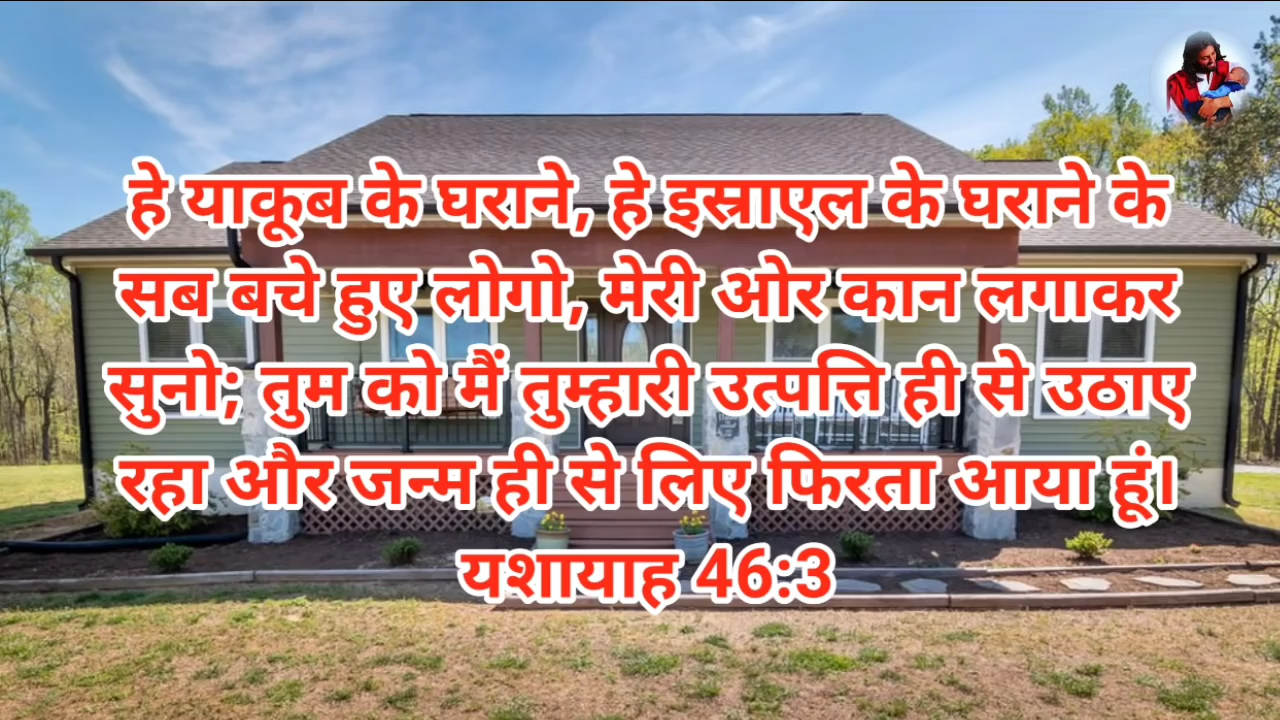 हे याकूब के घराने, हे इस्राएल के घराने के
सब बचे हुए लोगो, मेरी ओर कान लगाकर
सुनो; तुम को मैं तुम्हारी उत्पत्ति ही से उठाए
रहा और जन्म ही से लिए फिरता आया हूं।
यशायाह 46:3